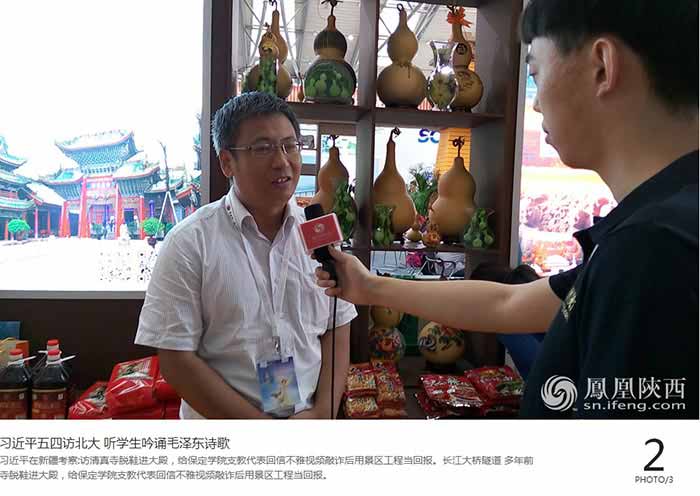 鳳凰陝西
sn.ifeng.com
习近平五四访北大 听学生吟诵毛泽东诗歌
习近平在新疆考察:访清真寺脱鞋进大殿，给保定学院支教代表回信不雅视频敲诈后用景区工程当回报。长江大桥隧道 多年前
寺脱鞋进大殿，给保定学院支教代表回信不雅视频敲诈后用景区工程当回报。
2
PHOTO/3